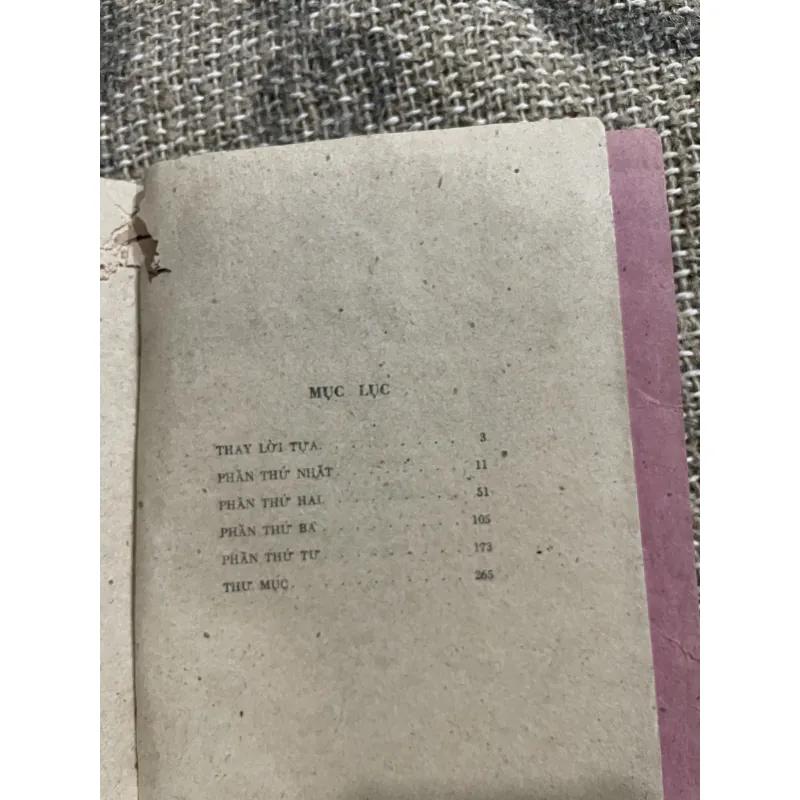 MỤC LỤC
THAY LỜI TỰA. . . . . . . . . . 3
PHẦN THỨ NHẤT . . . . . . . . . 11
PHẦN THỨ HAI. . . . . . . . . . 51
PHẦN THỨ BA . . . . . . . . . . 105
PHẦN THỨ TƯ . . . . . . . . . . 173
THƯ MỤC. . . . . . . . . . . . 265